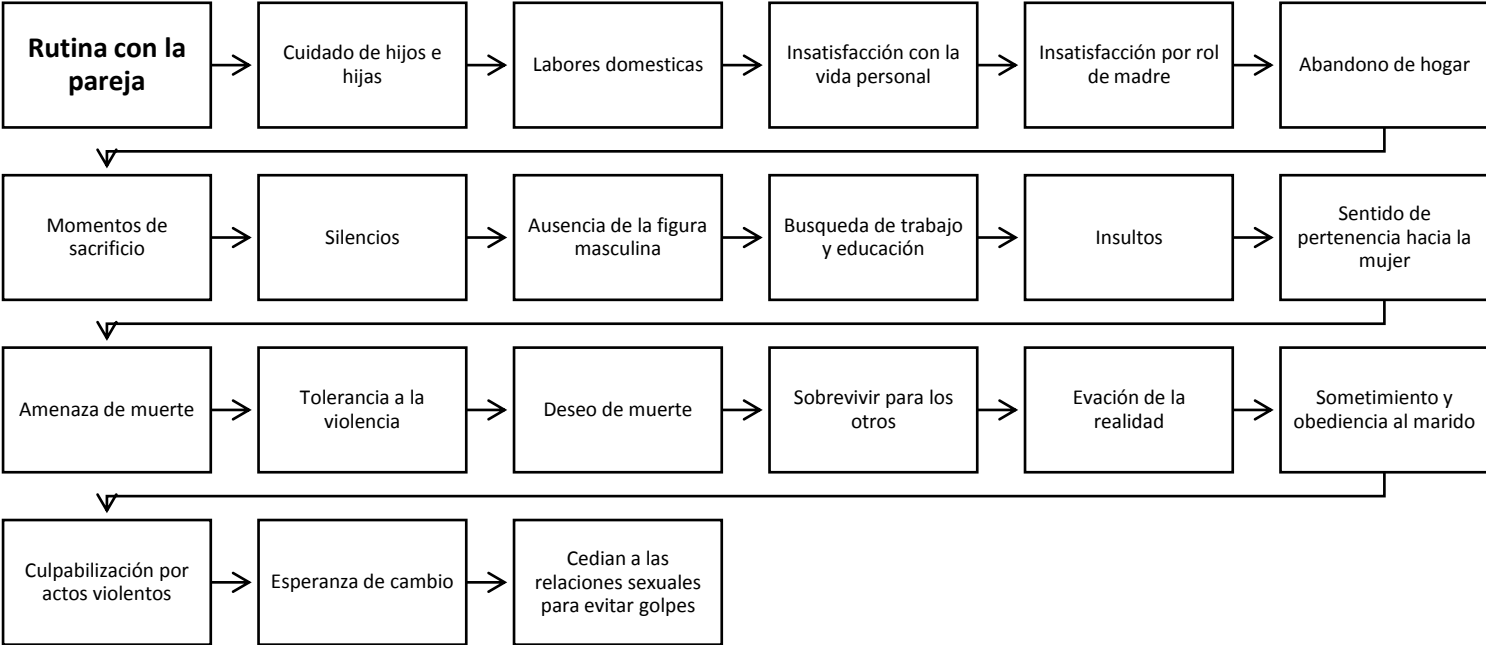 Rutina con la
pareja
Cuidado de hijos e
hijas
Labores domesticas
Insatisfacción con la
vida personal
Insatisfacción por rol
de madre
Abandono de hogar
Momentos de
sacrificio
Silencios
Ausencia de la figura
masculina
Busqueda de trabajo
y educación
Insultos
Sentido de
pertenencia hacia la
mujer
Amenaza de muerte
Tolerancia a la
violencia
Deseo de muerte
Sobrevivir para los
otros
Evación de la
realidad
Sometimiento y
obediencia al marido
Culpabilización por
actos violentos
Esperanza de cambio
Cedian a las
relaciones sexuales
para evitar golpes